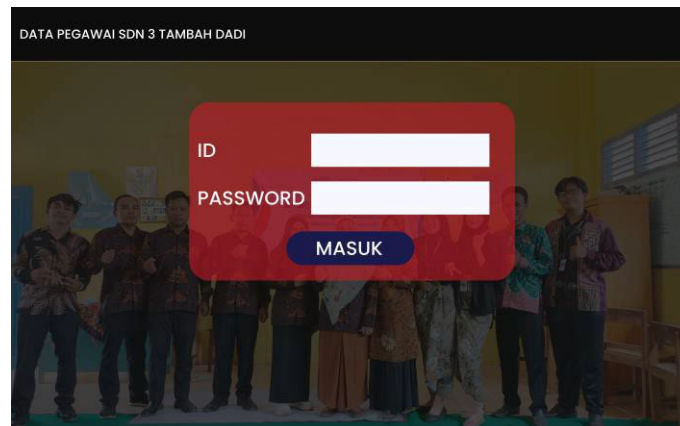 DATA PEGAWAI SDN 3 TAMBAH DADI
ID
PASSWORD
MASUK